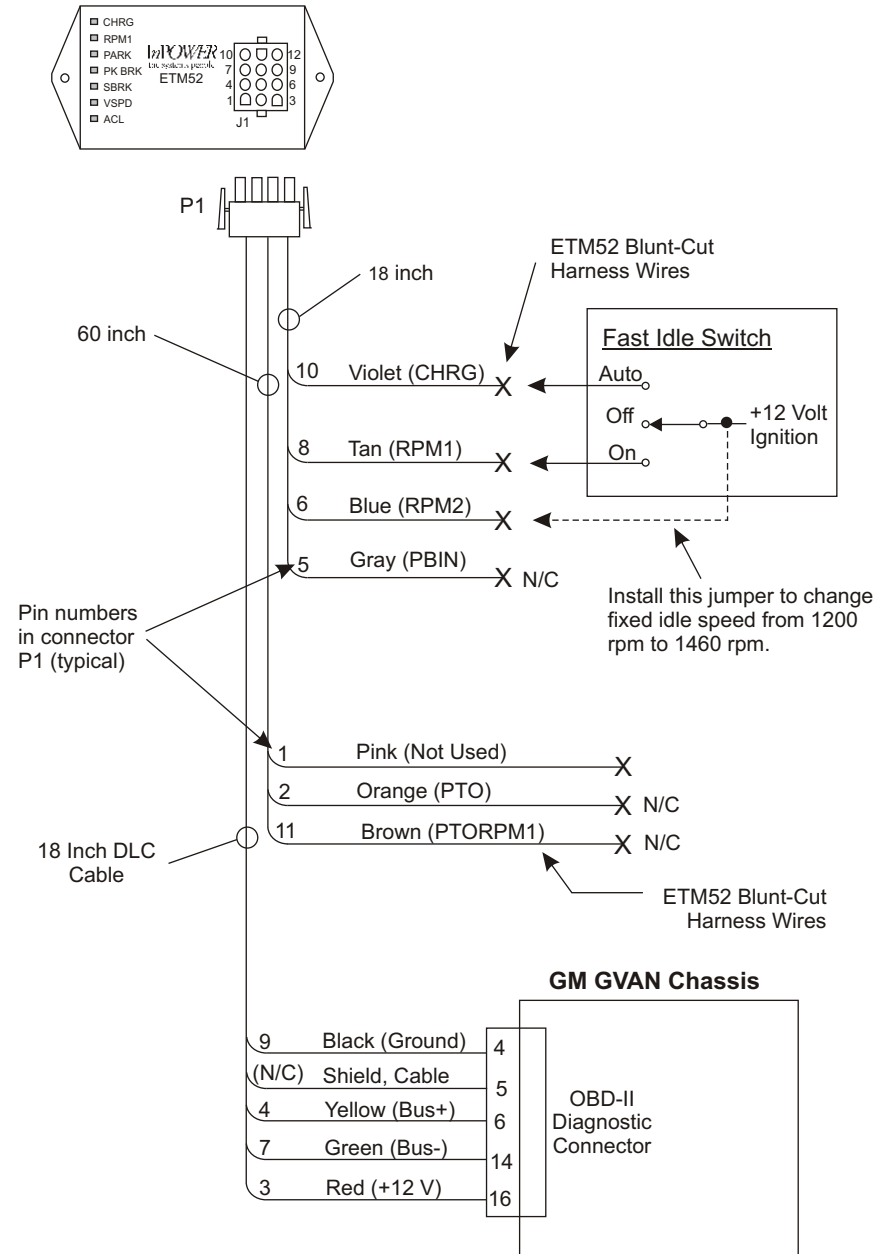 CHRG
RPM1
PARK
PK BRK
SBRK
VSPD
ACL
InPOWER
ETM52
10 12
7 9
4 6
1 3
J1
P1
ETM52 Blunt-Cut
Harness Wires
18 inch
60 inch
Fast Idle Switch
10 Violet (CHRG) X
Auto
Off
+12 Volt
Ignition
On
8 Tan (RPM1) X
6 Blue (RPM2) X
5 Gray (PBIN) X N/C
Install this jumper to change
fixed idle speed from 1200
rpm to 1460 rpm.
Pin numbers
in connector
P1 (typical)
1 Pink (Not Used) X
2 Orange (PTO) X N/C
11 Brown (PTORPM1) X N/C
18 Inch DLC
Cable
ETM52 Blunt-Cut
Harness Wires
GM GVAN Chassis
9 Black (Ground) 4
(N/C) Shield, Cable 5
4 Yellow (Bus+) 6
7 Green (Bus-) 14
3 Red (+12 V) 16
OBD-II
Diagnostic
Connector